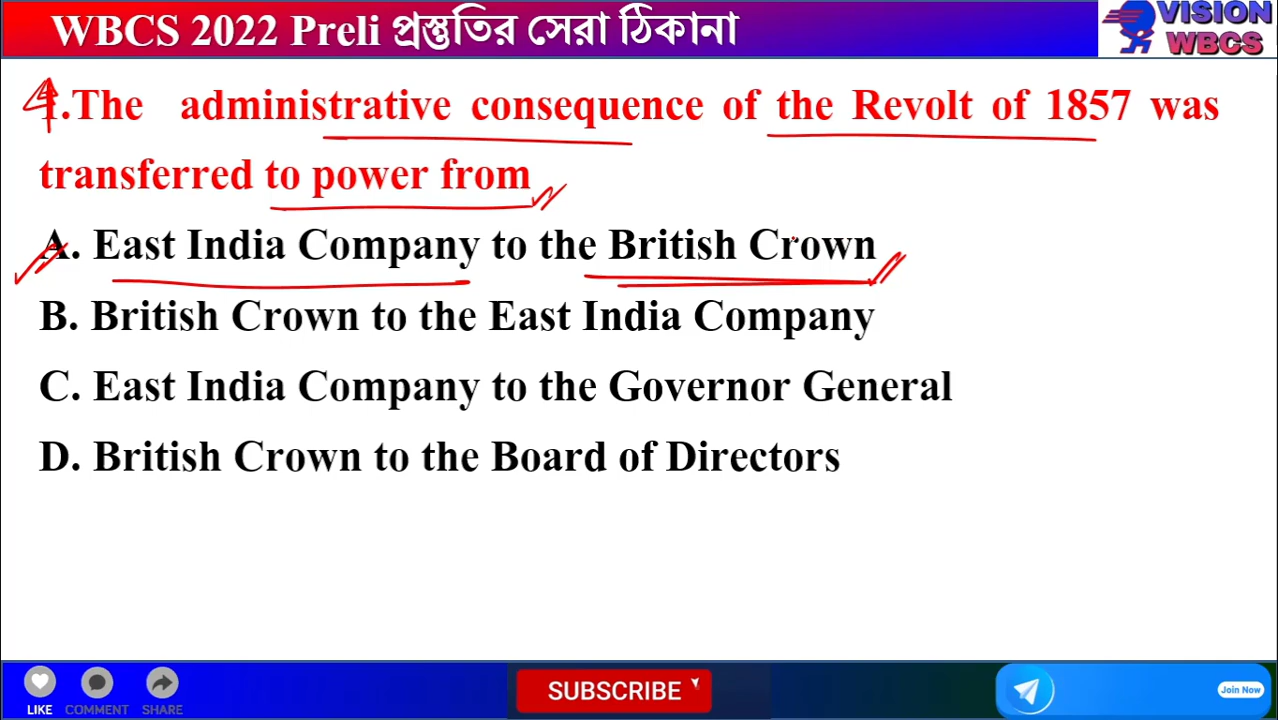 WBCS 2022 Preli প্রস্তুতির সেরা ঠিকানা
VISION
WBCS
1.The administrative consequence of the Revolt of 1857 was
transferred to power from
A. East India Company to the British Crown
B. British Crown to the East India Company
C. East India Company to the Governor General
D. British Crown to the Board of Directors
LIKE COMMENT SHARE
SUBSCRIBE
Join Now